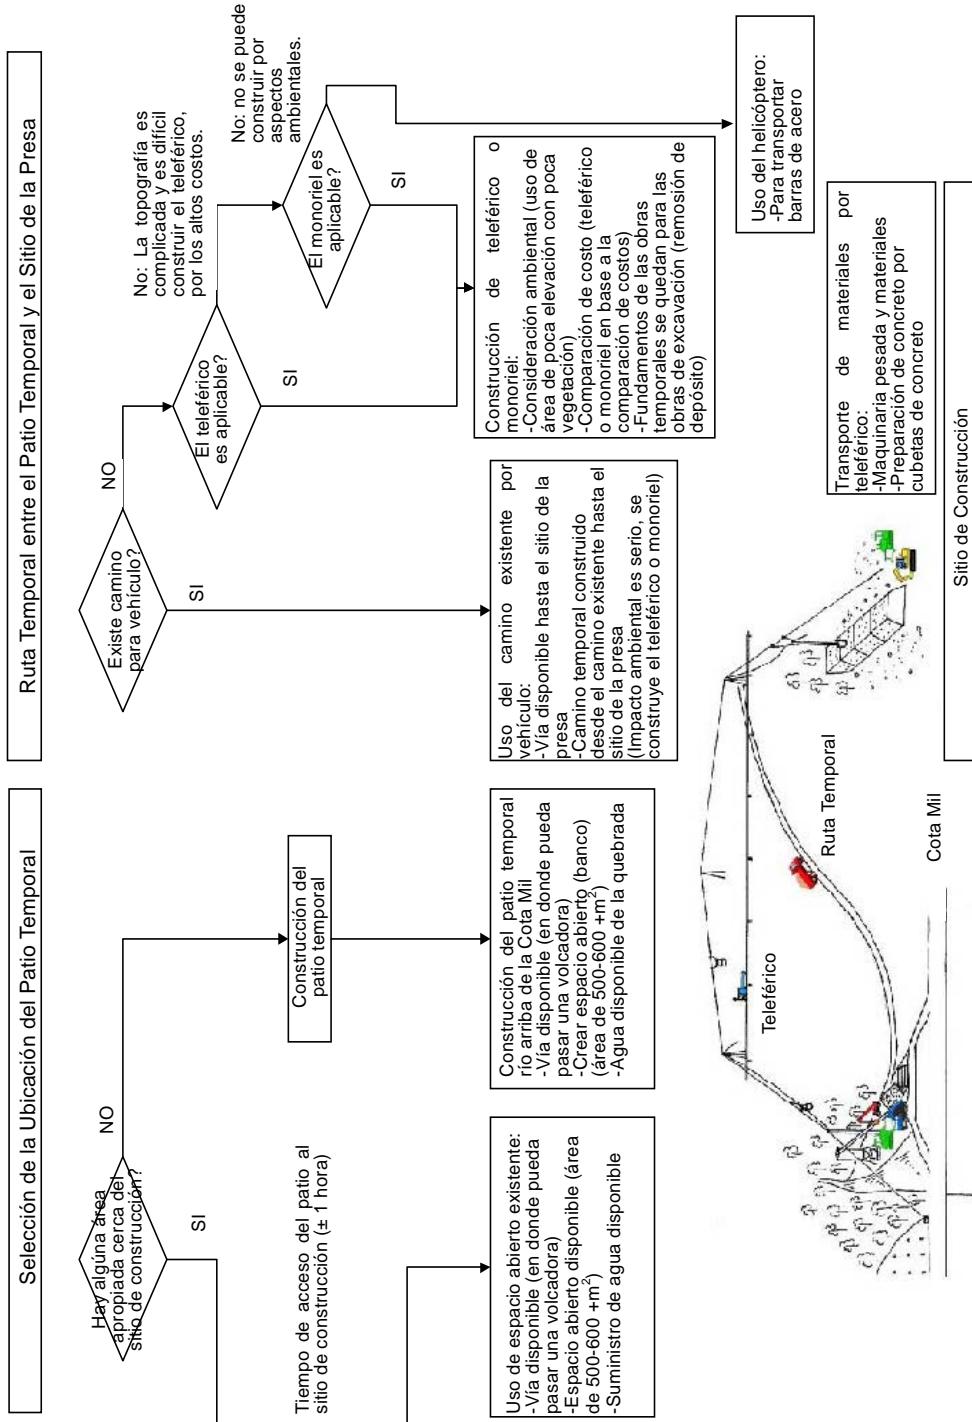 Selección de la Ubicación del Patio Temporal
Hay algúna área
apropiada cerca del
sitio de construcción?
NO
SI
Tiempo de acceso del patio al
sitio de construcción (± 1 hora)
Construcción del
patio temporal
Uso de espacio abierto existente:
-Vía disponible (en donde pueda
pasar una volcadora)
-Espacio abierto disponible (área
de 500-600 +m²)
-Suministro de agua disponible
Construcción del patio temporal
río arriba de la Cota Mil
-Vía disponible (en donde pueda
pasar una volcadora)
-Crear espacio abierto (banco)
(área de 500-600 +m²)
-Agua disponible de la quebrada
Ruta Temporal entre el Patio Temporal y el Sitio de la Presa
Existe camino
para vehículo?
NO
SI
El teleférico
es aplicable?
No: La topografía es
complicada y es difícil
construir el teleférico,
por los altos costos.
SI
El monoriel es
aplicable?
No: no se puede
construir por
aspectos
ambientales.
SI
Uso del camino existente por
vehículo:
-Vía disponible hasta el sitio de la
presa
-Camino temporal construido
desde el camino existente hasta el
sitio de la presa
(Impacto ambiental es serio, se
construye el teleférico o monoriel)
Construcción de teleférico o
monoriel:
-Consideración ambiental (uso de
área de poca elevación con poca
vegetación)
-Comparación de costo (teleférico
o monoriel en base a la
comparación de costos)
-Fundamentos de las obras
temporales se quedan para las
obras de excavación (remosión de
depósito)
Uso del helicóptero:
-Para transportar
barras de acero
Teleférico
Ruta Temporal
Cota Mil
Transporte de materiales por
teleférico:
-Maquinaria pesada y materiales
-Preparación de concreto por
cubetas de concreto
Sitio de Construcción